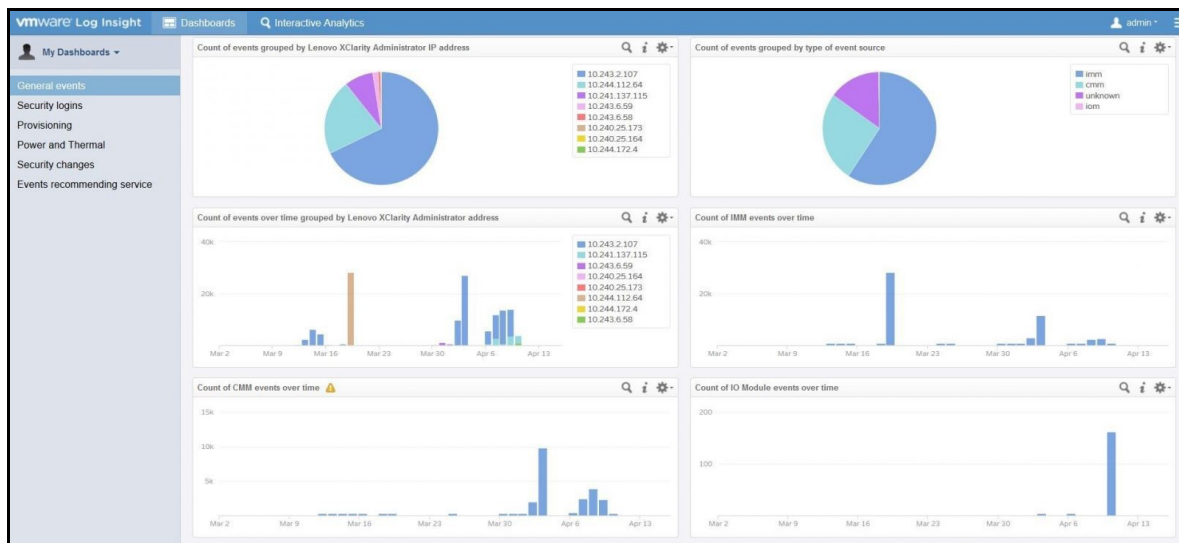 vmware Log Insight Dashboards Interactive Analytics admin
My Dashboards
General events
Security logins
Provisioning
Power and Thermal
Security changes
Events recommending service
Count of events grouped by Lenovo XClarity Administrator IP address
10.243.2.107
10.244.112.64
10.241.137.115
10.243.6.59
10.243.6.58
10.240.25.173
10.240.25.164
10.244.172.4
Count of events grouped by type of event source
imm
cmm
unknown
iom
Count of events over time grouped by Lenovo XClarity Administrator address
40k
20k
Mar 2 Mar 9 Mar 16 Mar 23 Mar 30 Apr 6 Apr 13
10.243.2.107
10.241.137.115
10.243.6.59
10.240.25.164
10.240.25.173
10.244.112.64
10.244.172.4
10.243.6.58
Count of IMM events over time
40k
20k
Mar 2 Mar 9 Mar 16 Mar 23 Mar 30 Apr 6 Apr 13
Count of CMM events over time
15k
10k
5k
Mar 2 Mar 9 Mar 16 Mar 23 Mar 30 Apr 6 Apr 13
Count of IO Module events over time
200
100
Mar 2 Mar 9 Mar 16 Mar 23 Mar 30 Apr 6 Apr 13